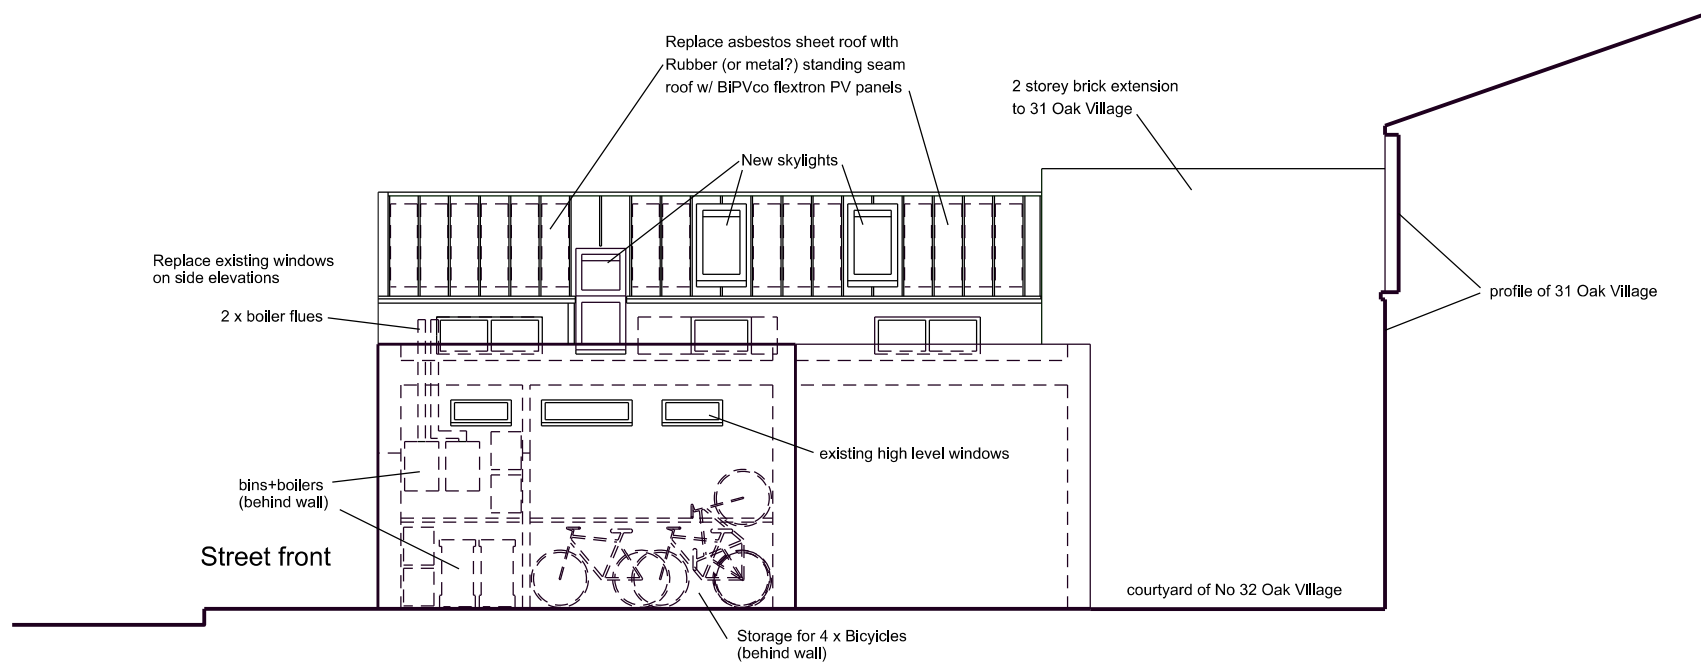 Replace asbestos sheet roof with
Rubber (or metal?) standing seam
roof w/ BiPVco flextron PV panels
2 storey brick extension
to 31 Oak Village
New skylights
Replace existing windows
on side elevations
2 x boiler flues
profile of 31 Oak Village
existing high level windows
bins+boilers
(behind wall)
Street front
courtyard of No 32 Oak Village
Storage for 4 x Bicyicles
(behind wall)